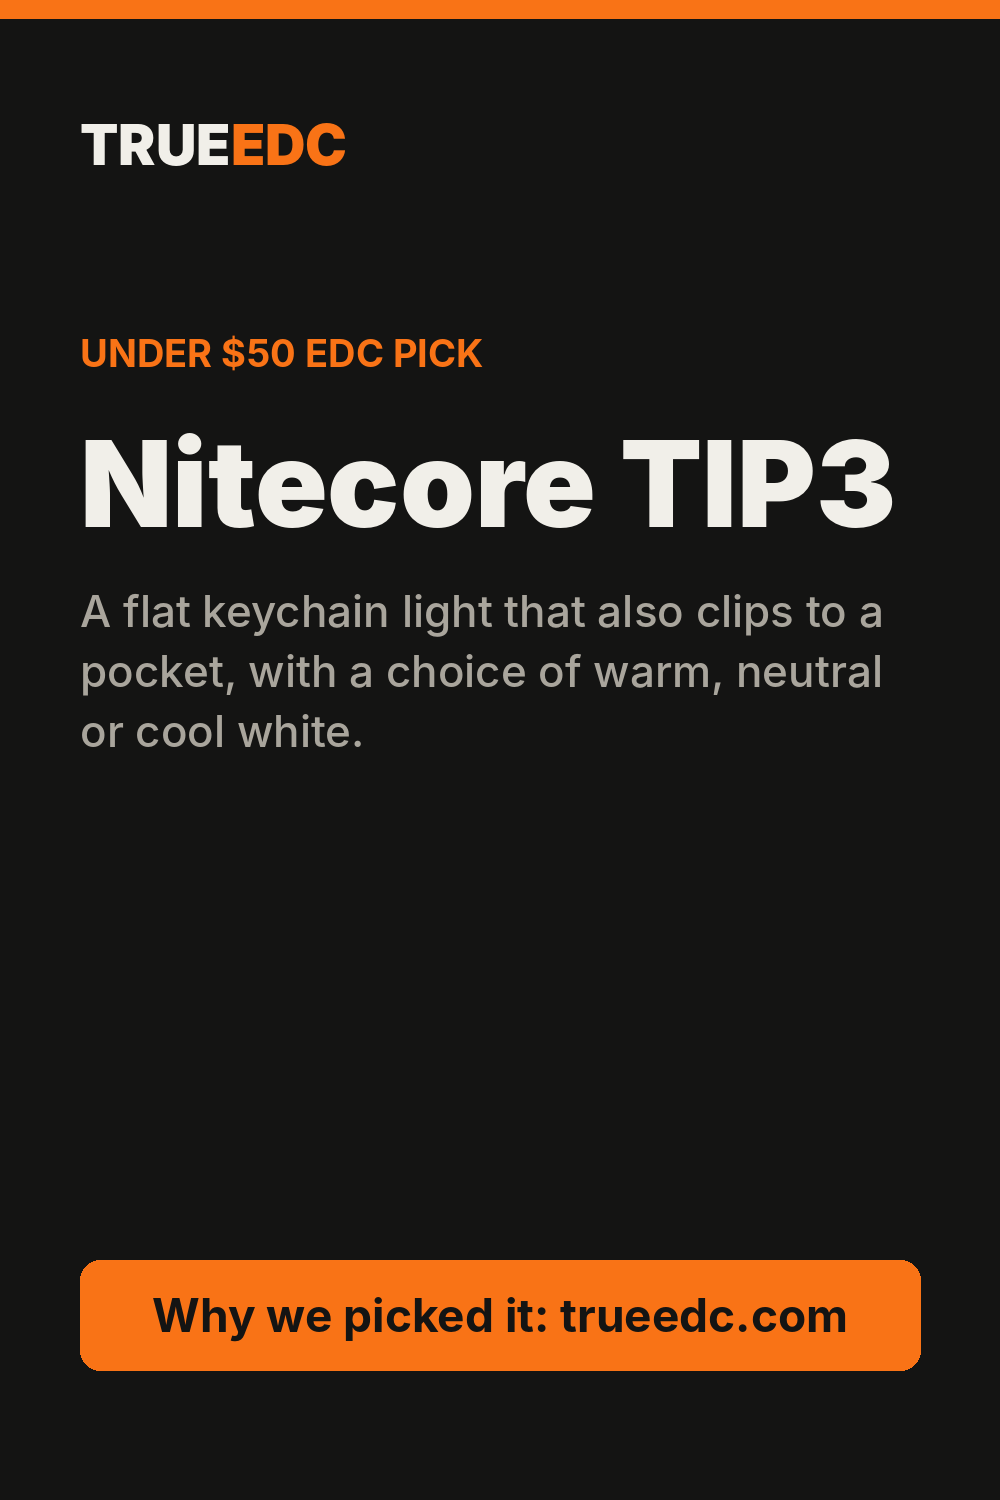 TRUEEDC
UNDER $50 EDC PICK
Nitecore TIP3
A flat keychain light that also clips to a
pocket, with a choice of warm, neutral
or cool white.
Why we picked it: trueedc.com